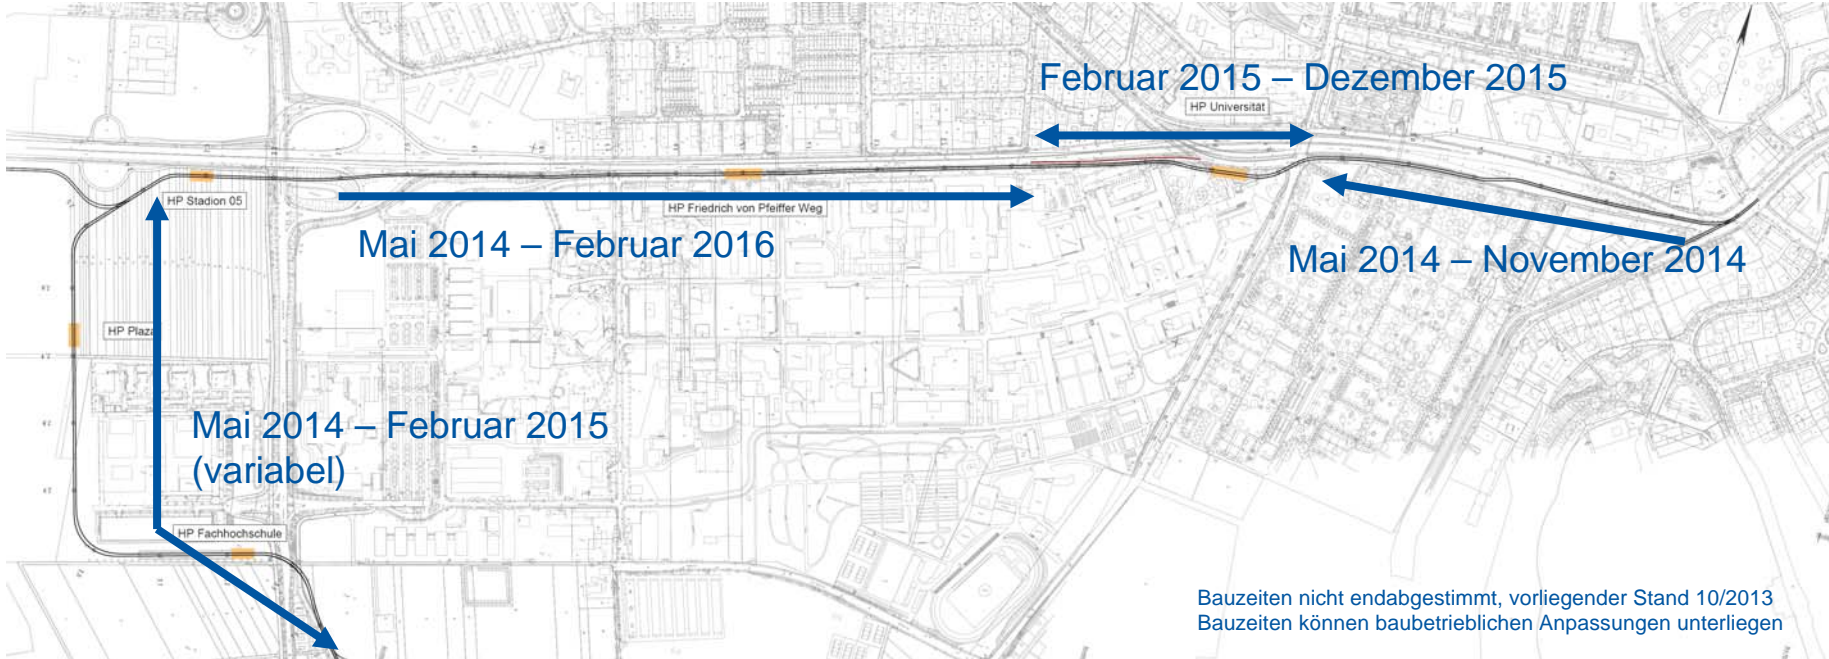 Februar 2015 – Dezember 2015
HP Universität
HP Stadion 05
HP Friedrich von Pfeiffer Weg
Mai 2014 – Februar 2016
Mai 2014 – November 2014
HP Plaza
Mai 2014 – Februar 2015
(variabel)
HP Fachhochschule
Bauzeiten nicht endabgestimmt, vorliegender Stand 10/2013
Bauzeiten können baubetrieblichen Anpassungen unterliegen